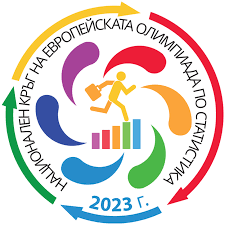 НАЦИОНАЛЕН КРЪГ НА ЕВРОПЕЙСКАТА ОЛИМПИАДА ПО СТАТИСТИКА
2023 Г.